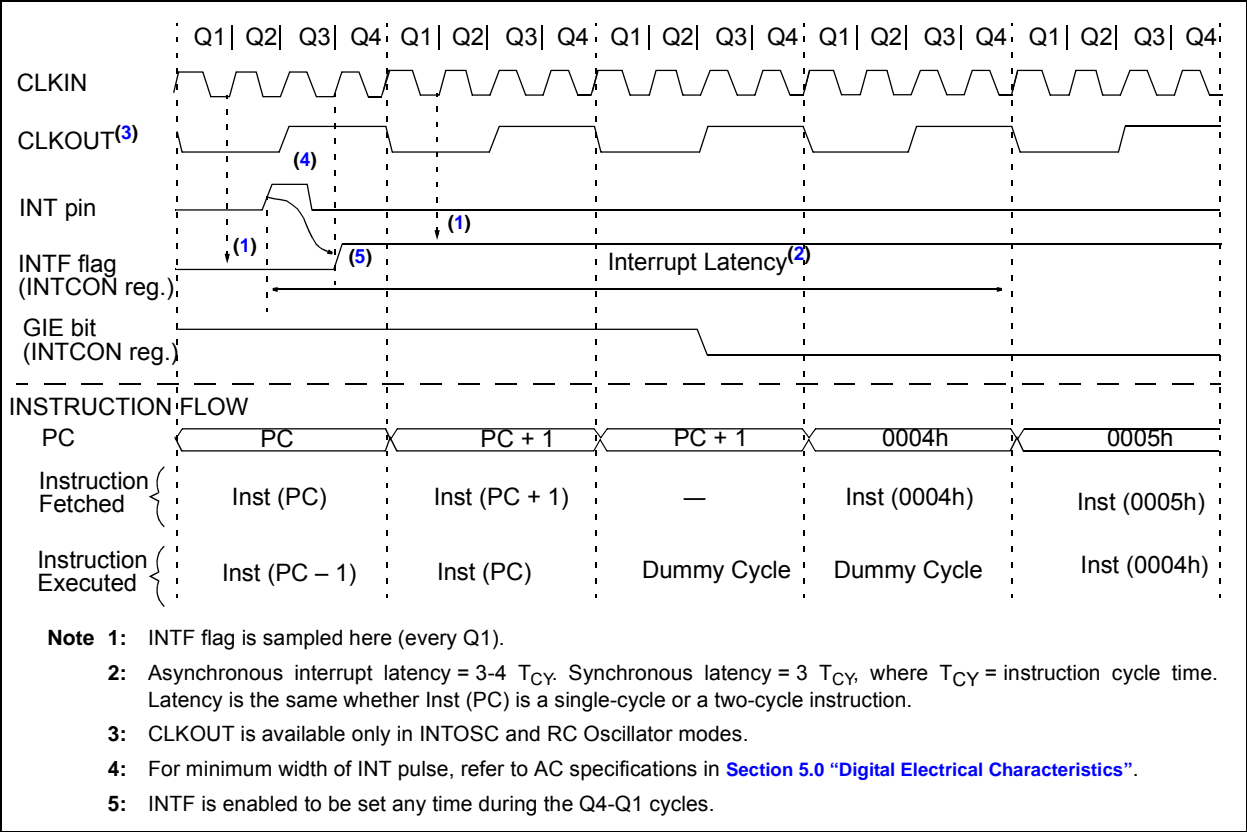 Q1| Q2| Q3| Q4 Q1| Q2| Q3| Q4 Q1| Q2| Q3| Q4 Q1| Q2| Q3| Q4 Q1| Q2| Q3| Q4
CLKIN
CLKOUT(3)
(4)
INT pin
(1) (1)
(5)
INTF flag
(INTCON reg.)
Interrupt Latency(2)
GIE bit
(INTCON reg.)
INSTRUCTION FLOW
PC PC PC + 1 PC + 1 0004h 0005h
Instruction
Fetched
Inst (PC) Inst (PC + 1) — Inst (0004h) Inst (0005h)
Instruction
Executed
Inst (PC – 1) Inst (PC) Dummy Cycle Dummy Cycle Inst (0004h)
Note 1: INTF flag is sampled here (every Q1).
2: Asynchronous interrupt latency = 3-4 TCY. Synchronous latency = 3 TCY, where TCY = instruction cycle time.
Latency is the same whether Inst (PC) is a single-cycle or a two-cycle instruction.
3: CLKOUT is available only in INTOSC and RC Oscillator modes.
4: For minimum width of INT pulse, refer to AC specifications in Section 5.0 “Digital Electrical Characteristics”.
5: INTF is enabled to be set any time during the Q4-Q1 cycles.